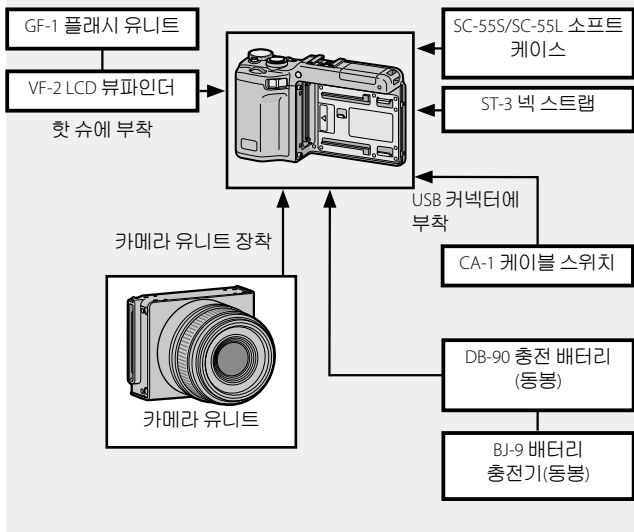 GF-1 플래시 유니트
VF-2 LCD 뷰파인더
핫 슈에 부착
SC-55S/SC-55L 소프트
케이스
ST-3 넥 스트랩
USB 커넥터에
부착
CA-1 케이블 스위치
카메라 유니트 장착
카메라 유니트
DB-90 충전 배터리
(동봉)
BJ-9 배터리
충전기(동봉)